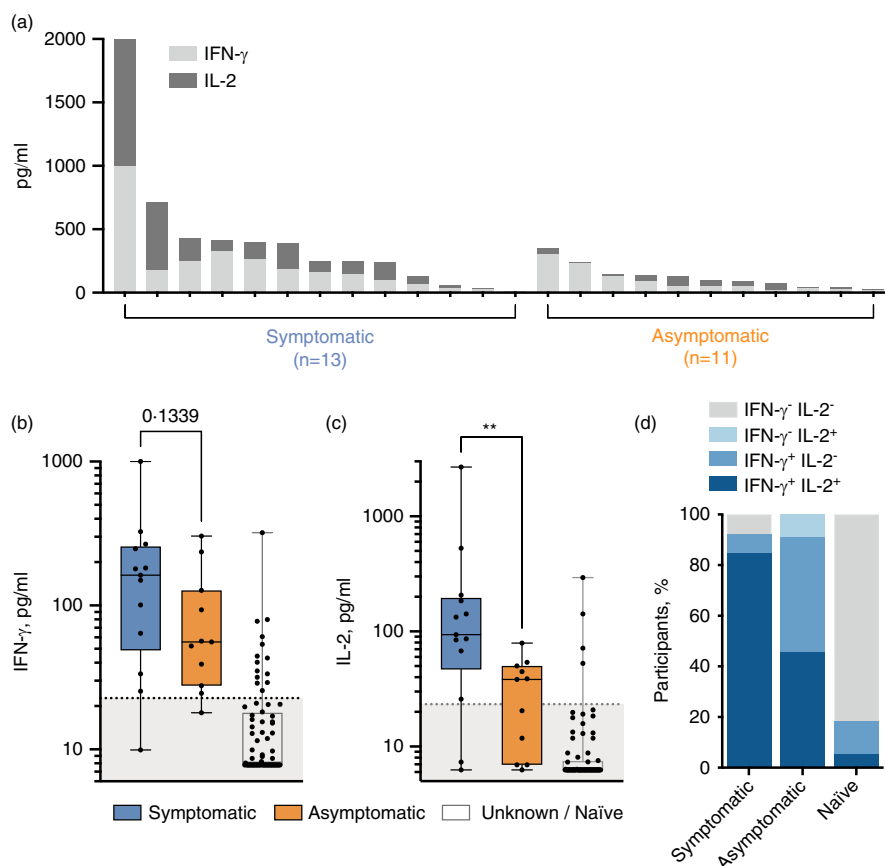 (a)
2000
1500
1000
500
0
pg/ml
IFN-γ
IL-2
Symptomatic
(n=13)
Asymptomatic
(n=11)
(b)
0·1339
1000
100
10
IFN-γ, pg/ml
(c)
**
1000
100
10
IL-2, pg/ml
Symptomatic
Asymptomatic
Unknown / Naïve
(d)
IFN-γ⁻ IL-2⁻
IFN-γ⁻ IL-2⁺
IFN-γ⁺ IL-2⁻
IFN-γ⁺ IL-2⁺
100
80
60
40
20
0
Participants, %
Symptomatic
Asymptomatic
Naïve